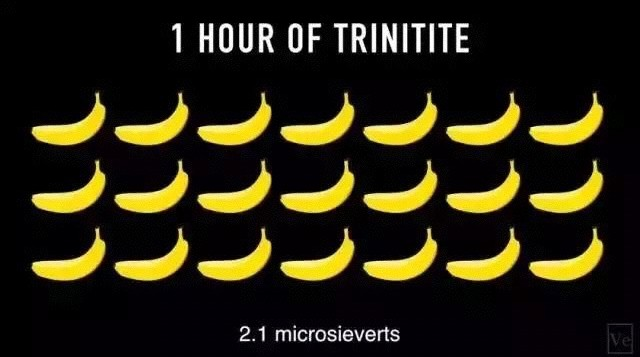 1 HOUR OF TRINITITE
2.1 microsieverts
Ve